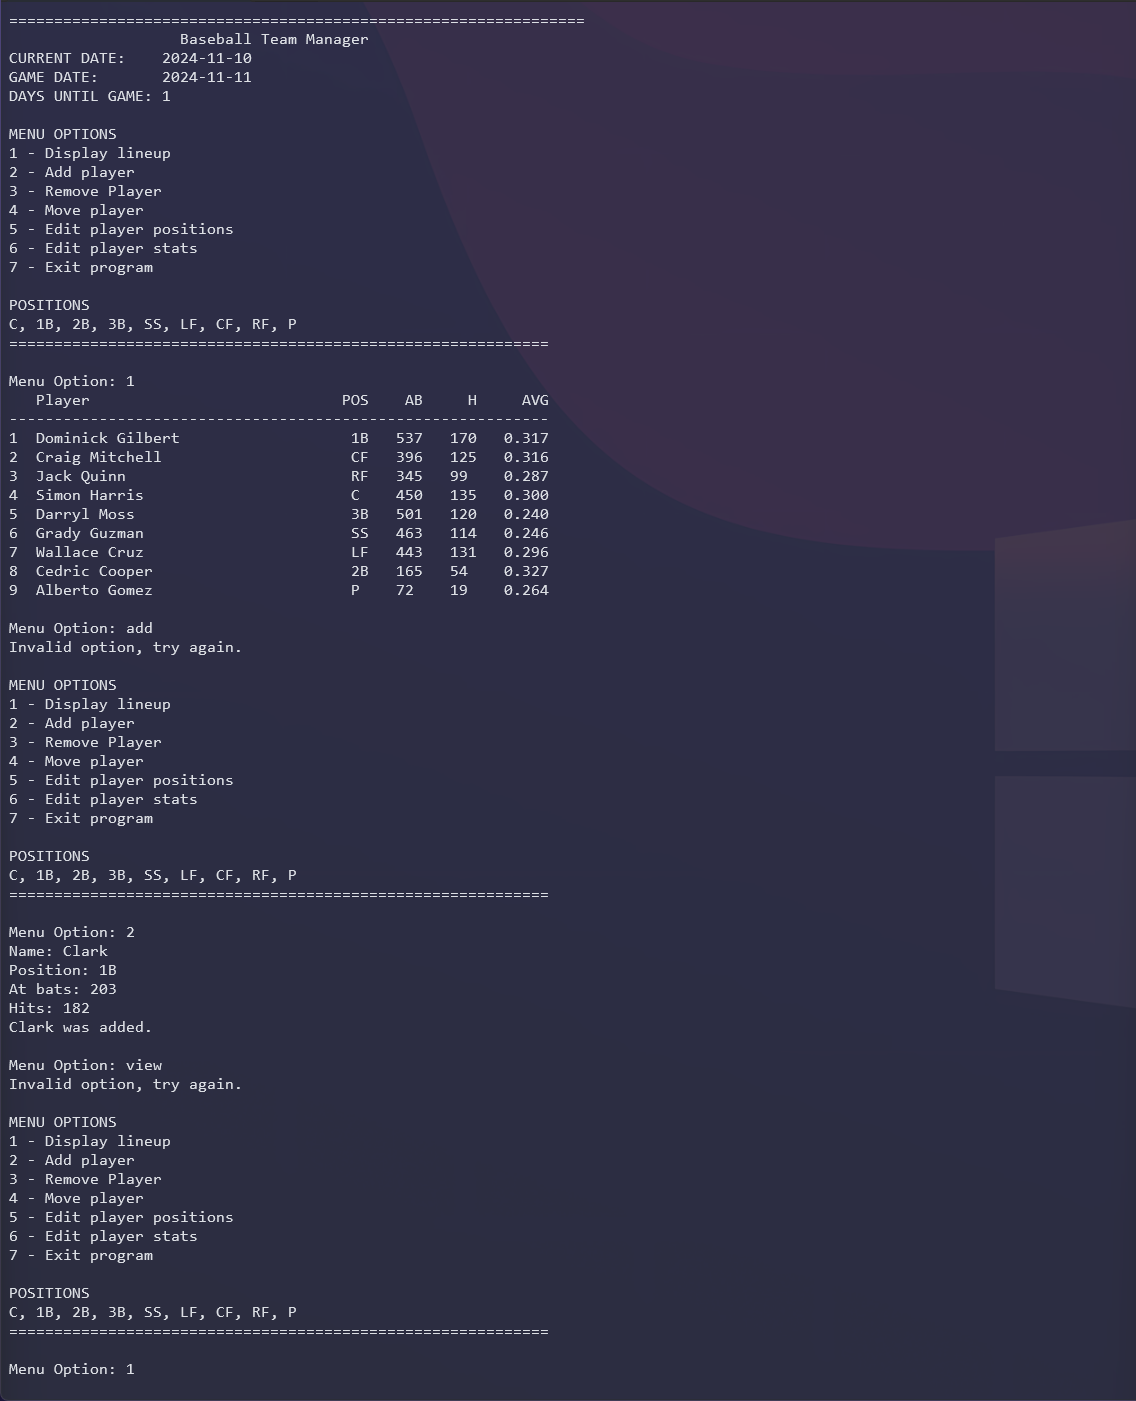 ================================================================
                   Baseball Team Manager
CURRENT DATE:    2024-11-10
GAME DATE:       2024-11-11
DAYS UNTIL GAME: 1

MENU OPTIONS
1 - Display lineup
2 - Add player
3 - Remove Player
4 - Move player
5 - Edit player positions
6 - Edit player stats
7 - Exit program

POSITIONS
C, 1B, 2B, 3B, SS, LF, CF, RF, P
============================================================

Menu Option: 1
   Player                            POS    AB     H     AVG
------------------------------------------------------------
1  Dominick Gilbert                   1B   537   170   0.317
2  Craig Mitchell                     CF   396   125   0.316
3  Jack Quinn                         RF   345   99    0.287
4  Simon Harris                       C    450   135   0.300
5  Darryl Moss                        3B   501   120   0.240
6  Grady Guzman                       SS   463   114   0.246
7  Wallace Cruz                       LF   443   131   0.296
8  Cedric Cooper                      2B   165   54    0.327
9  Alberto Gomez                      P    72    19    0.264

Menu Option: add
Invalid option, try again.

MENU OPTIONS
1 - Display lineup
2 - Add player
3 - Remove Player
4 - Move player
5 - Edit player positions
6 - Edit player stats
7 - Exit program

POSITIONS
C, 1B, 2B, 3B, SS, LF, CF, RF, P
============================================================

Menu Option: 2
Name: Clark
Position: 1B
At bats: 203
Hits: 182
Clark was added.

Menu Option: view
Invalid option, try again.

MENU OPTIONS
1 - Display lineup
2 - Add player
3 - Remove Player
4 - Move player
5 - Edit player positions
6 - Edit player stats
7 - Exit program

POSITIONS
C, 1B, 2B, 3B, SS, LF, CF, RF, P
============================================================

Menu Option: 1